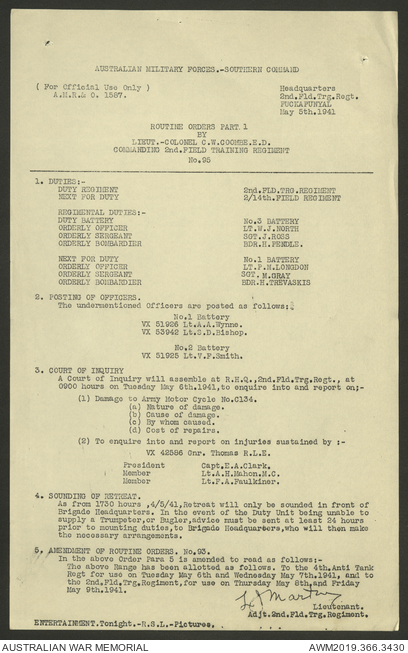 AUSTRALIAN MILITARY FORCES.-SOUTHERN COMMAND
( For Official Use Only ) Headquarters
A.M.R.& O. 1587. 2nd.Fld.Trg.Regt.
PUCKAPUNYAL
May 5th.1941
ROUTINE ORDERS PART 1
BY
LIEUT.-COLONEL C.W.COOMBE.E.D.
COMMANDING 2nd.FIELD TRAINING REGIMENT
No.95
1. DUTIES:-
DUTY REGIMENT 2nd.FLD.TRG.REGIMENT
NEXT FOR DUTY 2/14th.FIELD REGIMENT
REGIMENTAL DUTIES:-
DUTY BATTERY No.3 BATTERY
ORDERLY OFFICER LT.W.J.NORTH
ORDERLY SERGEANT SGT.J.ROSS
ORDERLY BOMBARDIER BDR.H.PENDLE.
NEXT FOR DUTY No.1 BATTERY
ORDERLY OFFICER LT.P.H.LONGDON
ORDERLY SERGEANT SGT.M.GRAY
ORDERLY BOMBARDIER BDR.H.TREVASKIS
2. POSTING OF OFFICERS.
The undermentioned Officers are posted as follows:
No.1 Battery
VX 51926 Lt.A.A.Wynne.
VX 53942 Lt.S.D.Bishop.
No.2 Battery
VX 51925 Lt.V.F.Smith.
3. COURT OF INQUIRY
A Court of Inquiry will assemble at R.H.Q.,2nd.Fld.Trg.Regt., at
0900 hours on Tuesday May 6th.1941,to enquire into and report on;-
(1) Damage to Army Motor Cycle No.C134.
(a) Nature of damage.
(b) Cause of damage.
(c) By whom caused.
(d) Cost of repairs.
(2) To enquire into and report on injuries sustained by :-
VX 42586 Gnr. Thomas R.L.E.
President Capt.E.A.Clark.
Member Lt.A.H.Mahon.M.C.
Member Lt.F.A.Faulkiner.
4. SOUNDING OF RETREAT.
As from 1730 hours ,4/5/41,Retreat will only be sounded in front of
Brigade Headquarters. In the event of the Duty Unit being unable to
supply a Trumpeter,or Bugler,advice must be sent at least 24 hours
prior to mounting duties,to Brigade Headquarters,who will then make
the necessary arrangements.
5. AMENDMENT OF ROUTINE ORDERS. No.93.
In the above Order Para 5 is amended to read as follows:-
The above Range has been allotted as follows. To the 4th.Anti Tank
Regt for use on Tuesday May 6th and Wednesday May 7th.1941, and to
the 2nd.Fld.Trg.Regiment,for use on Thursday May 8th,and Friday
May 9th.1941.
Lieutenant.
Adjt.2nd.Fld.Trg.Regiment.
ENTERTAINMENT.Tonight.-R.S.L.-Pictures.
AUSTRALIAN WAR MEMORIAL AWM2019.366.3430